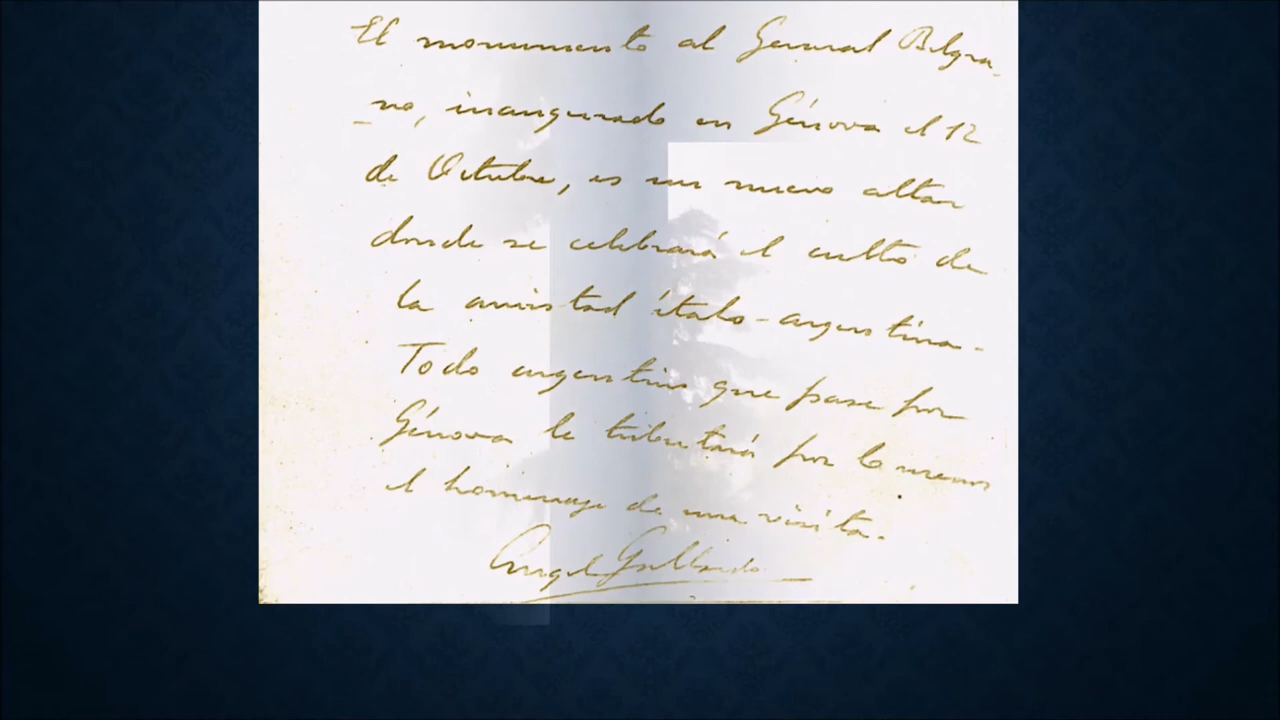 El monumento al General Belgra-
no, inaugurado en Génova el 12
de Octubre, es un nuevo altar
donde se celebrará el culto de
la amistad ítalo-argentina.
Todo argentino que pase por
Génova le tributará por lo menos
el homenaje de una visita.
Angel Gallardo